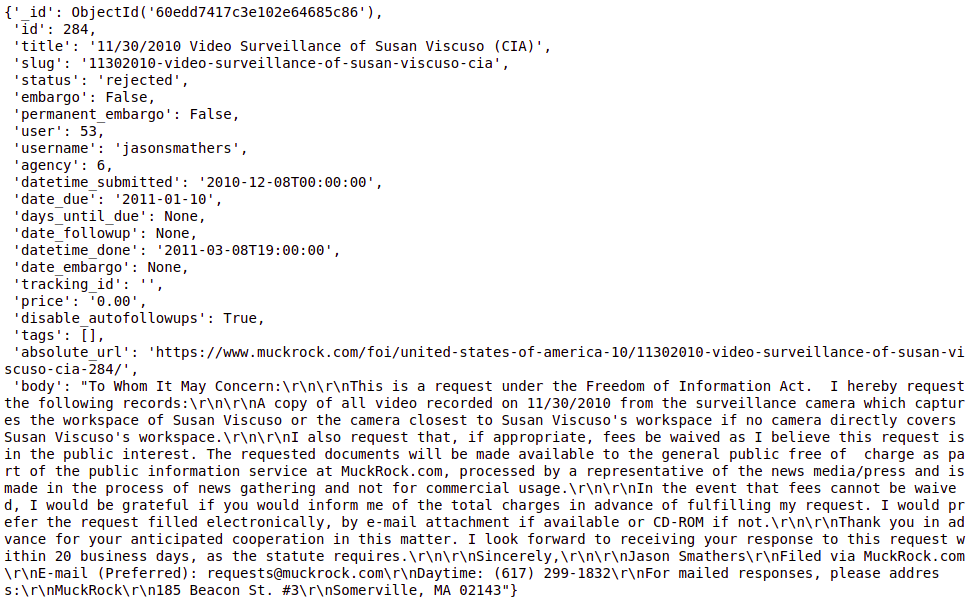 {'_id': ObjectId('60edd7417c3e102e64685c86'),
 'id': 284,
 'title': '11/30/2010 Video Surveillance of Susan Viscuso (CIA)',
 'slug': '11302010-video-surveillance-of-susan-viscuso-cia',
 'status': 'rejected',
 'embargo': False,
 'permanent_embargo': False,
 'user': 53,
 'username': 'jasonsmathers',
 'agency': 6,
 'datetime_submitted': '2010-12-08T00:00:00',
 'date_due': '2011-01-10',
 'days_until_due': None,
 'date_followup': None,
 'datetime_done': '2011-03-08T19:00:00',
 'date_embargo': None,
 'tracking_id': '',
 'price': '0.00',
 'disable_autofollowups': True,
 'tags': [],
 'absolute_url': 'https://www.muckrock.com/foi/united-states-of-america-10/11302010-video-surveillance-of-susan-vi
scuso-cia-284/',
 'body': "To Whom It May Concern:\r\n\r\nThis is a request under the Freedom of Information Act.  I hereby request
the following records:\r\n\r\nA copy of all video recorded on 11/30/2010 from the surveillance camera which captur
es the workspace of Susan Viscuso or the camera closest to Susan Viscuso's workspace if no camera directly covers
Susan Viscuso's workspace.\r\n\r\nI also request that, if appropriate, fees be waived as I believe this request is
in the public interest. The requested documents will be made available to the general public free of  charge as pa
rt of the public information service at MuckRock.com, processed by a representative of the news media/press and is
made in the process of news gathering and not for commercial usage.\r\n\r\nIn the event that fees cannot be waive
d, I would be grateful if you would inform me of the total charges in advance of fulfilling my request. I would pr
efer the request filled electronically, by e-mail attachment if available or CD-ROM if not.\r\n\r\nThank you in ad
vance for your anticipated cooperation in this matter. I look forward to receiving your response to this request w
ithin 20 business days, as the statute requires.\r\n\r\nSincerely,\r\n\r\nJason Smathers\r\nFiled via MuckRock.com
\r\nE-mail (Preferred): requests@muckrock.com\r\nDaytime: (617) 299-1832\r\nFor mailed responses, please addres
s:\r\nMuckRock\r\n185 Beacon St. #3\r\nSomerville, MA 02143"}